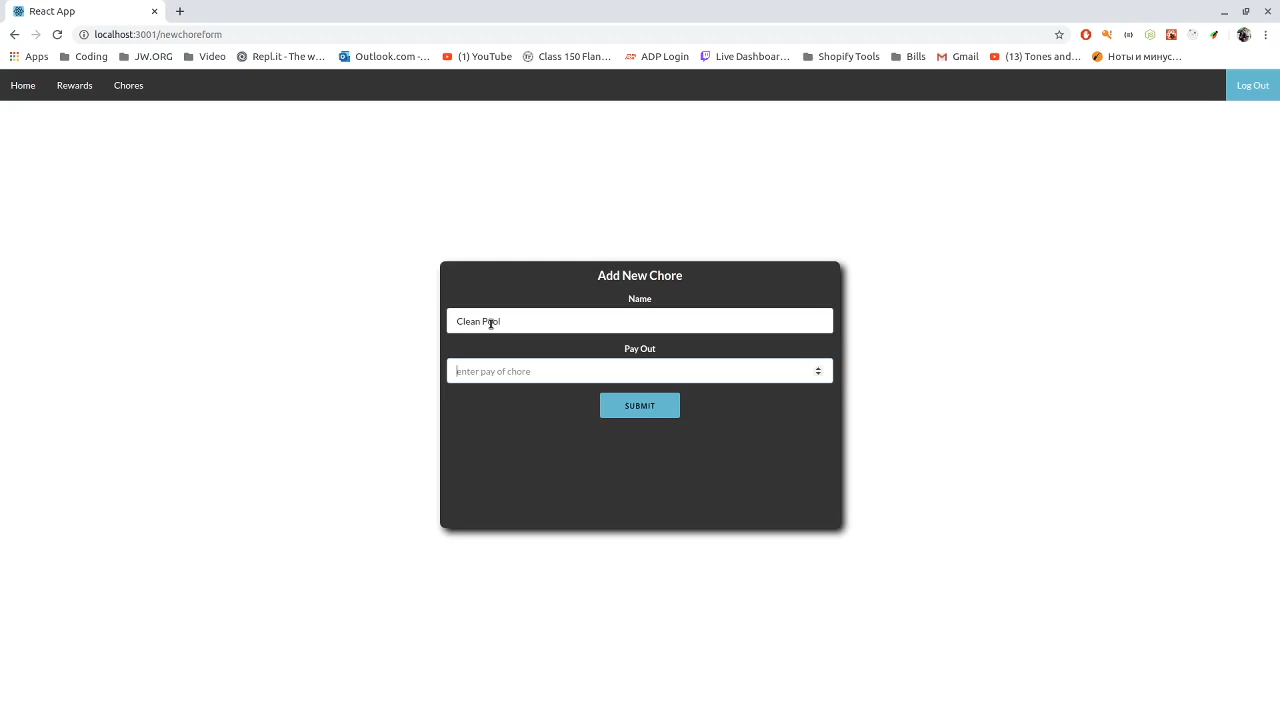 React App
localhost:3001/newchoreform
Apps Coding JW.ORG Video Repl.it - The w... Outlook.com -... (1) YouTube Class 150 Flan... ADP Login Live Dashboar... Shopify Tools Bills Gmail (13) Tones and... Ноты и минус...
Home Rewards Chores Log Out
Add New Chore
Name
Clean Pool
Pay Out
enter pay of chore
SUBMIT